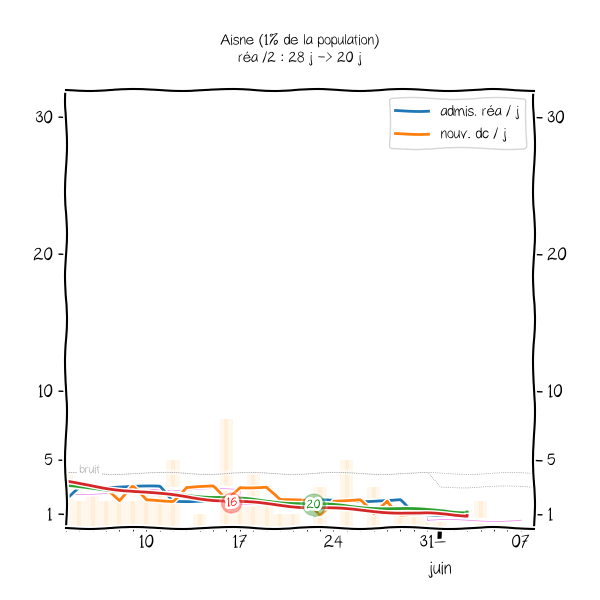 Aisne (1% de la population)
réa /2 : 28 j -> 20 j
admis. réa / j
nouv. dc / j
30
30
20
20
10
10
5
5
bruit
16
20
1
1
10
17
24
31
07
juin